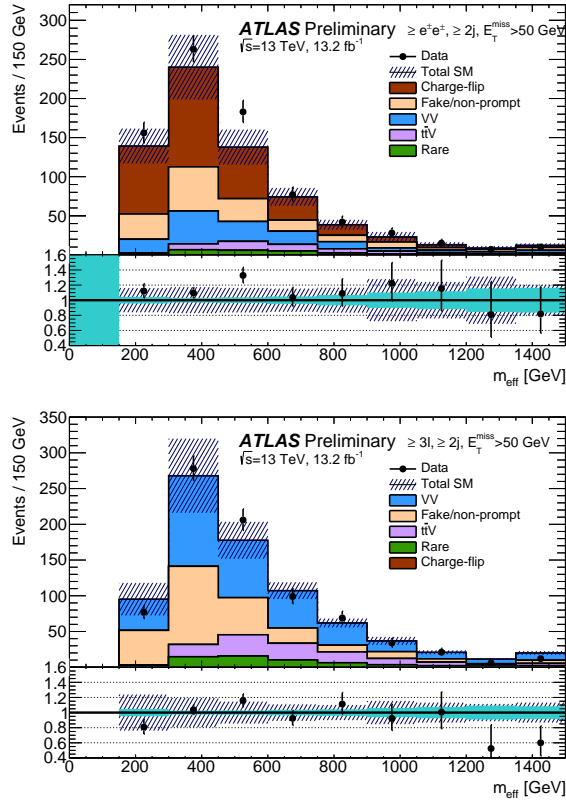 ATLAS Preliminary ≥ e±e±, ≥ 2j, E_T^miss>50 GeV
√s=13 TeV, 13.2 fb⁻¹
Data
Total SM
Charge-flip
Fake/non-prompt
VV
tt̄V
Rare
Events / 150 GeV
300
250
200
150
100
50
1.6
1.4
1.2
1
0.8
0.6
0.4
0 200 400 600 800 1000 1200 1400
m_eff [GeV]
ATLAS Preliminary ≥ 3l, ≥ 2j, E_T^miss>50 GeV
√s=13 TeV, 13.2 fb⁻¹
Data
Total SM
VV
Fake/non-prompt
tt̄V
Rare
Charge-flip
Events / 150 GeV
350
300
250
200
150
100
50
1.6
1.4
1.2
1
0.8
0.6
0.4
0 200 400 600 800 1000 1200 1400
m_eff [GeV]